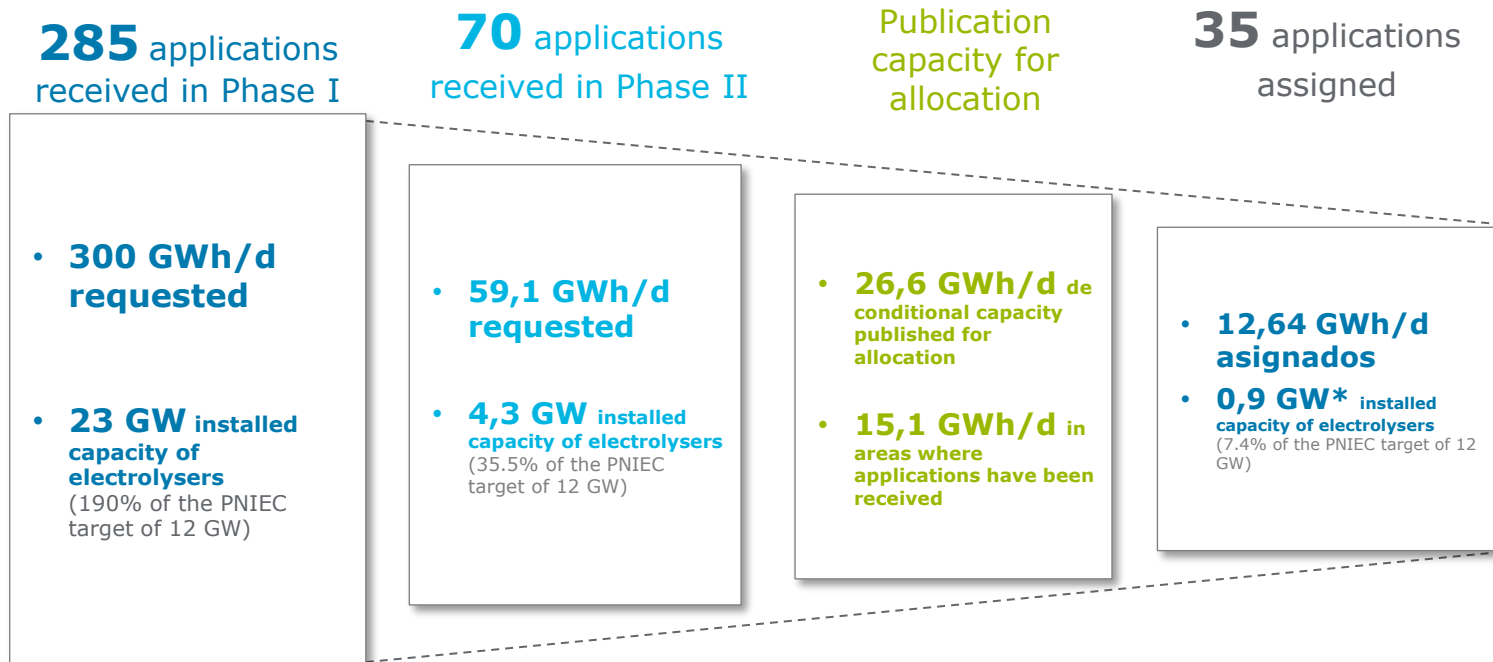 285 applications
received in Phase I
• 300 GWh/d
requested
• 23 GW installed
capacity of
electrolysers
(190% of the PNIEC
target of 12 GW)
70 applications
received in Phase II
• 59,1 GWh/d
requested
• 4,3 GW installed
capacity of electrolysers
(35.5% of the PNIEC
target of 12 GW)
Publication
capacity for
allocation
• 26,6 GWh/d de
conditional capacity
published for
allocation
• 15,1 GWh/d in
areas where
applications have been
received
35 applications
assigned
• 12,64 GWh/d
asignados
• 0,9 GW* installed
capacity of electrolysers
(7.4% of the PNIEC target of 12
GW)